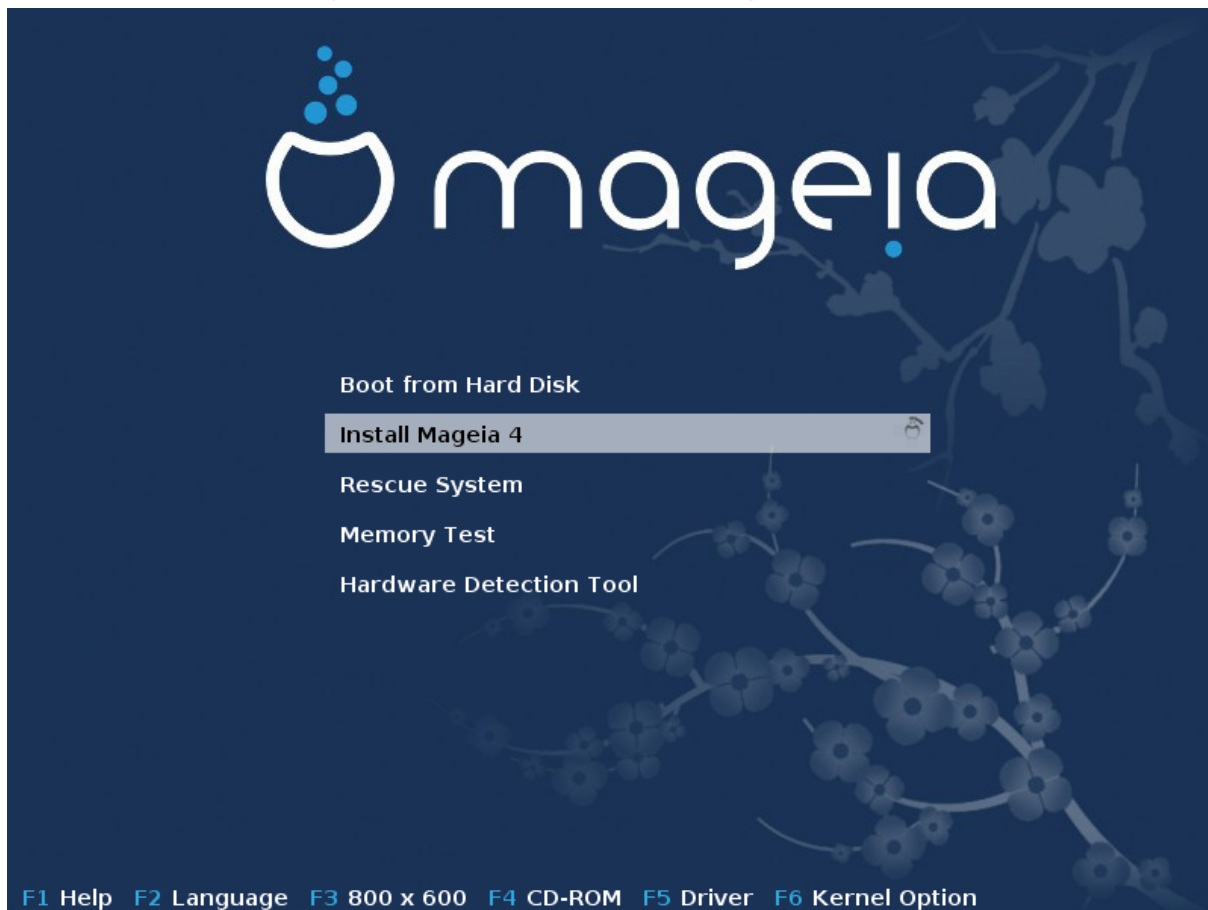 mageia
Boot from Hard Disk
Install Mageia 4
Rescue System
Memory Test
Hardware Detection Tool
F1 Help F2 Language F3 800 x 600 F4 CD-ROM F5 Driver F6 Kernel Option